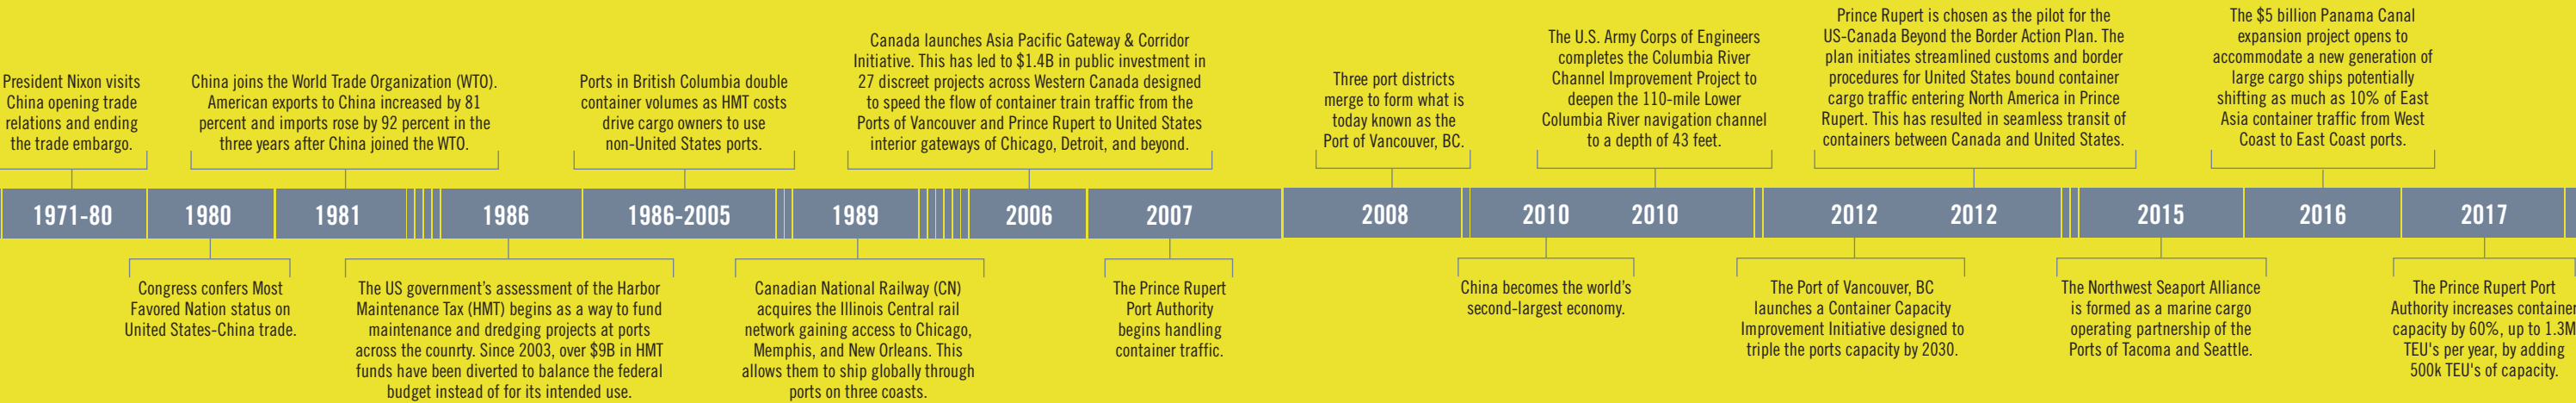 President Nixon visits
China opening trade
relations and ending
the trade embargo.
China joins the World Trade Organization (WTO).
American exports to China increased by 81
percent and imports rose by 92 percent in the
three years after China joined the WTO.
Ports in British Columbia double
container volumes as HMT costs
drive cargo owners to use
non-United States ports.
Canada launches Asia Pacific Gateway & Corridor
Initiative. This has led to $1.4B in public investment in
27 discreet projects across Western Canada designed
to speed the flow of container train traffic from the
Ports of Vancouver and Prince Rupert to United States
interior gateways of Chicago, Detroit, and beyond.
Three port districts
merge to form what is
today known as the
Port of Vancouver, BC.
The U.S. Army Corps of Engineers
completes the Columbia River
Channel Improvement Project to
deepen the 110-mile Lower
Columbia River navigation channel
to a depth of 43 feet.
Prince Rupert is chosen as the pilot for the
US-Canada Beyond the Border Action Plan. The
plan initiates streamlined customs and border
procedures for United States bound container
cargo traffic entering North America in Prince
Rupert. This has resulted in seamless transit of
containers between Canada and United States.
The $5 billion Panama Canal
expansion project opens to
accommodate a new generation of
large cargo ships potentially
shifting as much as 10% of East
Asia container traffic from West
Coast to East Coast ports.
1971-80 1980 1981 1986 1986-2005 1989 2006 2007 2008 2010 2010 2012 2012 2015 2016 2017
Congress confers Most
Favored Nation status on
United States-China trade.
The US government's assessment of the Harbor
Maintenance Tax (HMT) begins as a way to fund
maintenance and dredging projects at ports
across the counrty. Since 2003, over $9B in HMT
funds have been diverted to balance the federal
budget instead of for its intended use.
Canadian National Railway (CN)
acquires the Illinois Central rail
network gaining access to Chicago,
Memphis, and New Orleans. This
allows them to ship globally through
ports on three coasts.
The Prince Rupert
Port Authority
begins handling
container traffic.
China becomes the world's
second-largest economy.
The Port of Vancouver, BC
launches a Container Capacity
Improvement Initiative designed to
triple the ports capacity by 2030.
The Northwest Seaport Alliance
is formed as a marine cargo
operating partnership of the
Ports of Tacoma and Seattle.
The Prince Rupert Port
Authority increases container
capacity by 60%, up to 1.3M
TEU's per year, by adding
500k TEU's of capacity.